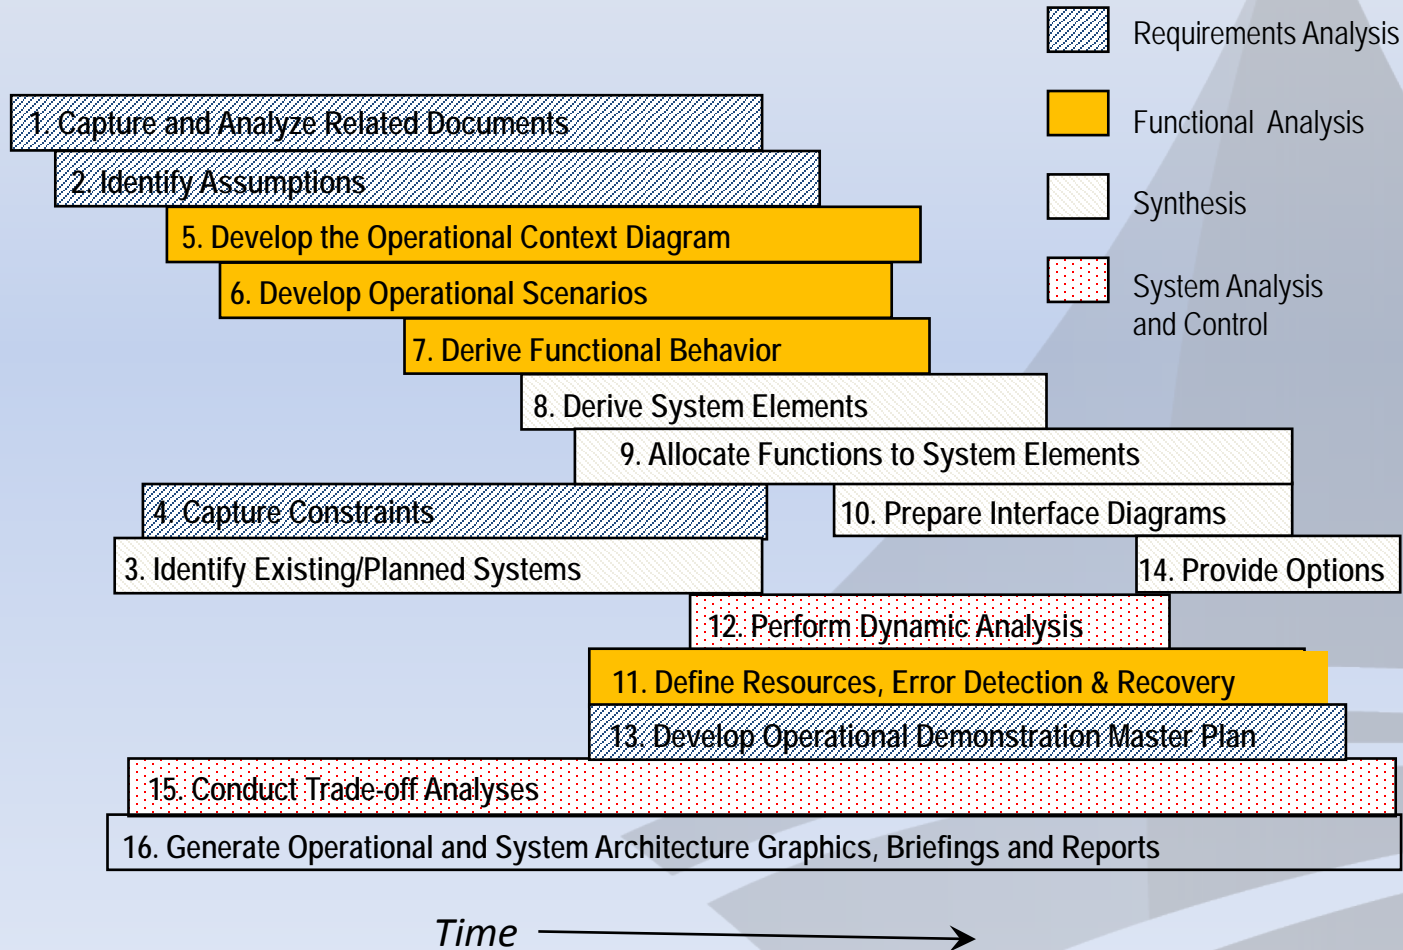 Requirements Analysis
Functional Analysis
Synthesis
System Analysis
and Control
1. Capture and Analyze Related Documents
2. Identify Assumptions
5. Develop the Operational Context Diagram
6. Develop Operational Scenarios
7. Derive Functional Behavior
8. Derive System Elements
9. Allocate Functions to System Elements
4. Capture Constraints
10. Prepare Interface Diagrams
3. Identify Existing/Planned Systems
14. Provide Options
12. Perform Dynamic Analysis
11. Define Resources, Error Detection & Recovery
13. Develop Operational Demonstration Master Plan
15. Conduct Trade-off Analyses
16. Generate Operational and System Architecture Graphics, Briefings and Reports
Time